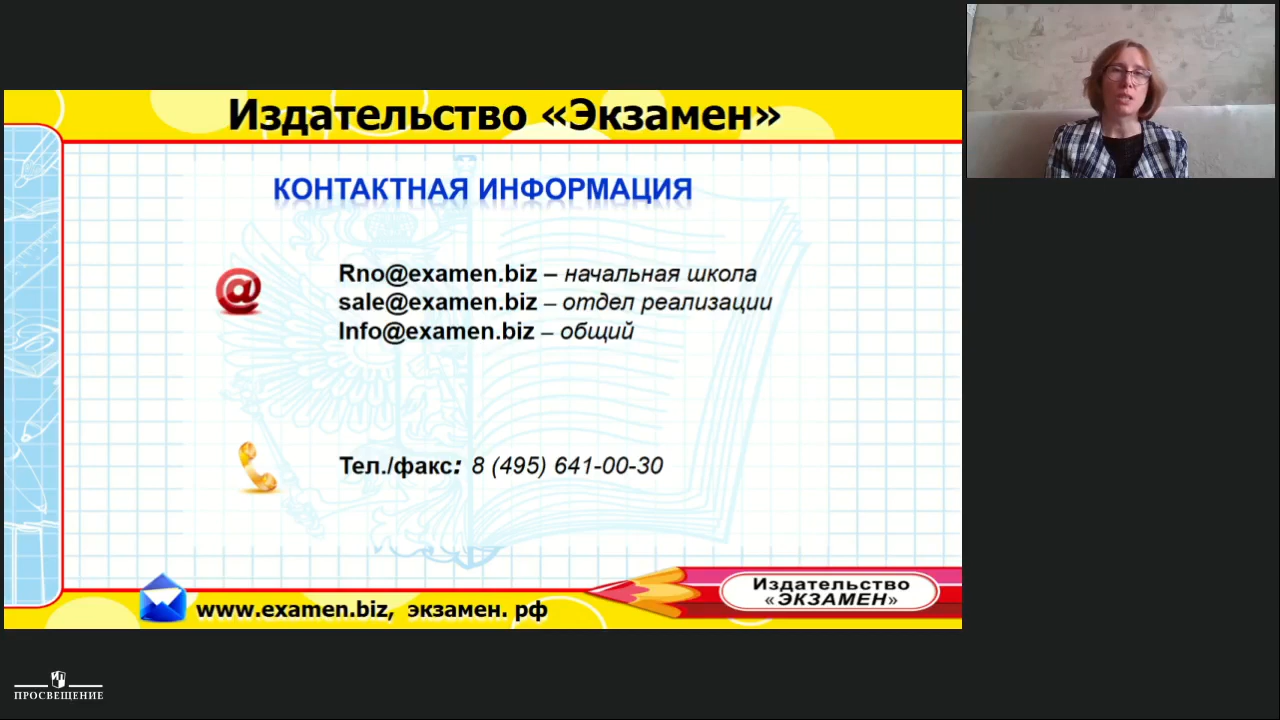 Издательство «Экзамен»
КОНТАКТНАЯ ИНФОРМАЦИЯ
Rno@examen.biz – начальная школа
sale@examen.biz – отдел реализации
Info@examen.biz – общий
Тел./факс: 8 (495) 641-00-30
www.examen.biz, экзамен. рф
Издательство
«ЭКЗАМЕН»
ПРОСВЕЩЕНИЕ